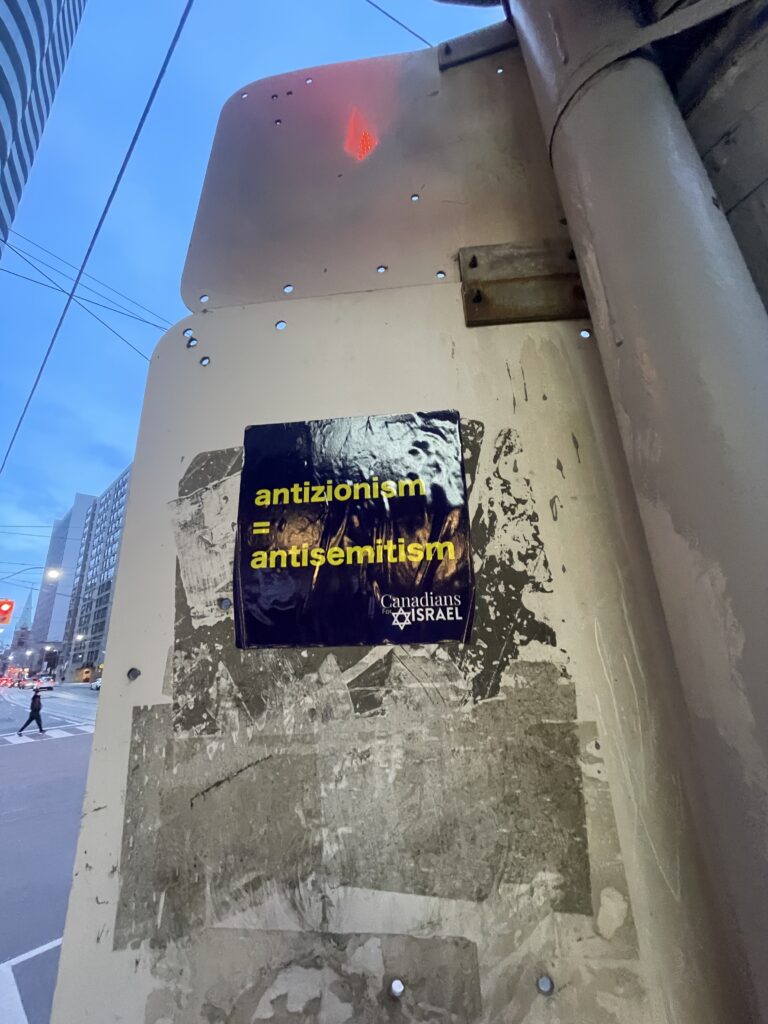 antizionism
=
antisemitism
Canadians
For
ISRAEL